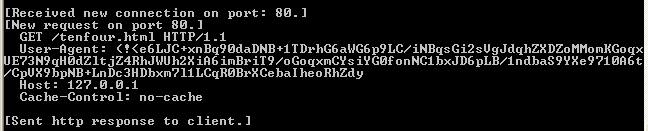 [Received new connection on port: 80.]
[New request on port 80.]
GET /tenfour.html HTTP/1.1
User-Agent: <!<e6LJC+xnBq90daDNB+1TDrhG6aWG6p9LC/iNBqsGi2sVgJdqhZXDZoMMomKGoqx
UE73N9qH0dZltjZ4RhJWUh2XiA6imBriT9/oGoqxmCYsiYG0fonNC1bxJD6pLB/1ndbaS9YXe9710A6t
/CpUX9bpNB+LnDc3HDbxm7l1LCqR0BrXCebaIheoRhZdy
Host: 127.0.0.1
Cache-Control: no-cache
[Sent http response to client.]